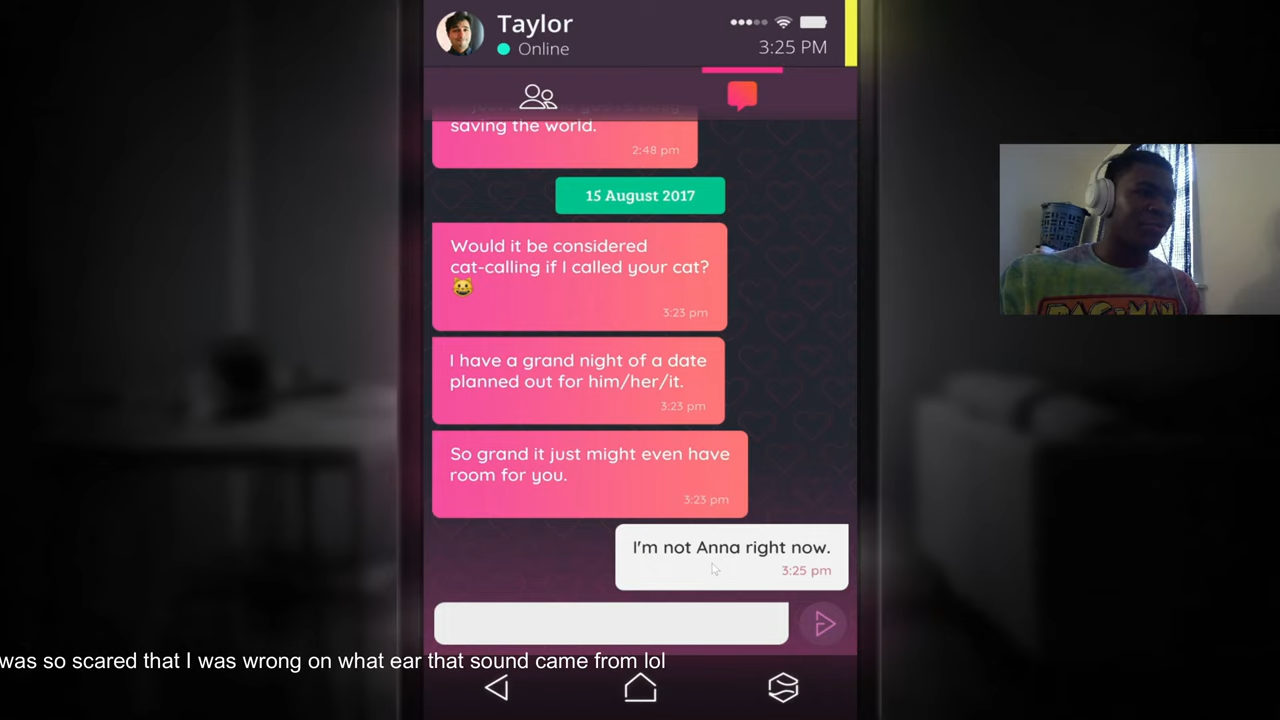 Taylor
Online
3:25 PM
saving the world.
2:48 pm
15 August 2017
Would it be considered
cat-calling if I called your cat?
3:23 pm
I have a grand night of a date
planned out for him/her/it.
3:23 pm
So grand it just might even have
room for you.
3:23 pm
I'm not Anna right now.
3:25 pm
was so scared that I was wrong on what ear that sound came from lol